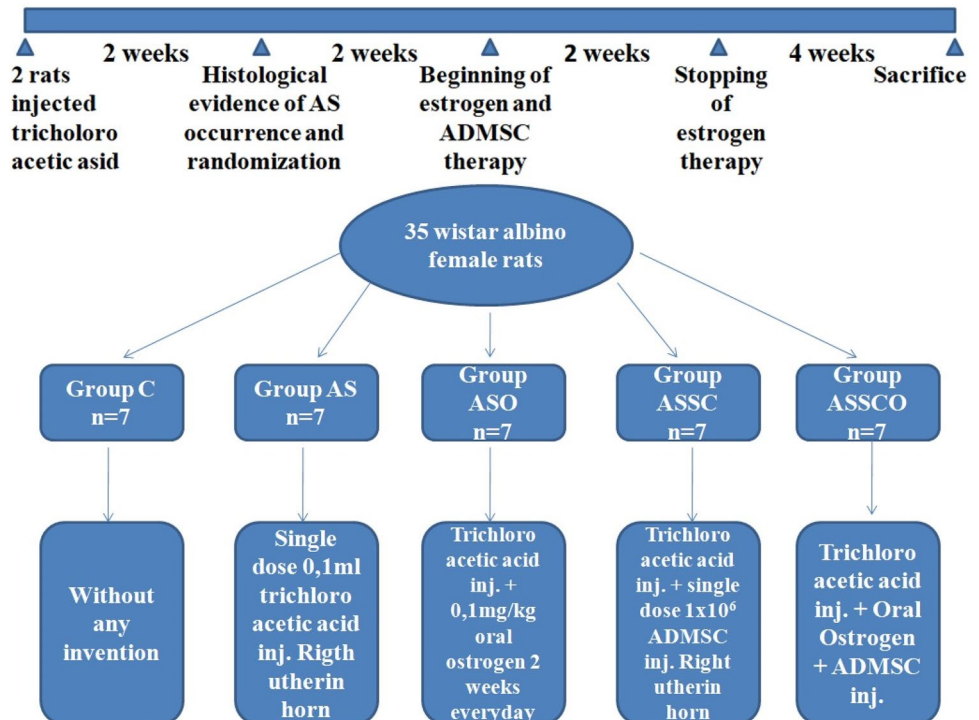 2 weeks
2 weeks
2 weeks
4 weeks
2 rats
injected
tricholoro
acetic asid
Histological
evidence of AS
occurrence and
randomization
Beginning of
estrogen and
ADMSC
therapy
Stopping
of
estrogen
therapy
Sacrifice
35 wistar albino
female rats
Group C
n=7
Group AS
n=7
Group
ASO
n=7
Group
ASSC
n=7
Group
ASSCO
n=7
Without
any
invention
Single
dose 0,1ml
trichloro
acetic acid
inj. Rigth
utherin
horn
Trichloro
acetic acid
inj. +
0,1mg/kg
oral
ostrogen 2
weeks
everyday
Trichloro
acetic acid
inj. + single
dose 1x10⁶
ADMSC
inj. Right
utherin
horn
Trichloro
acetic acid
inj. + Oral
Ostrogen
+ ADMSC
inj.